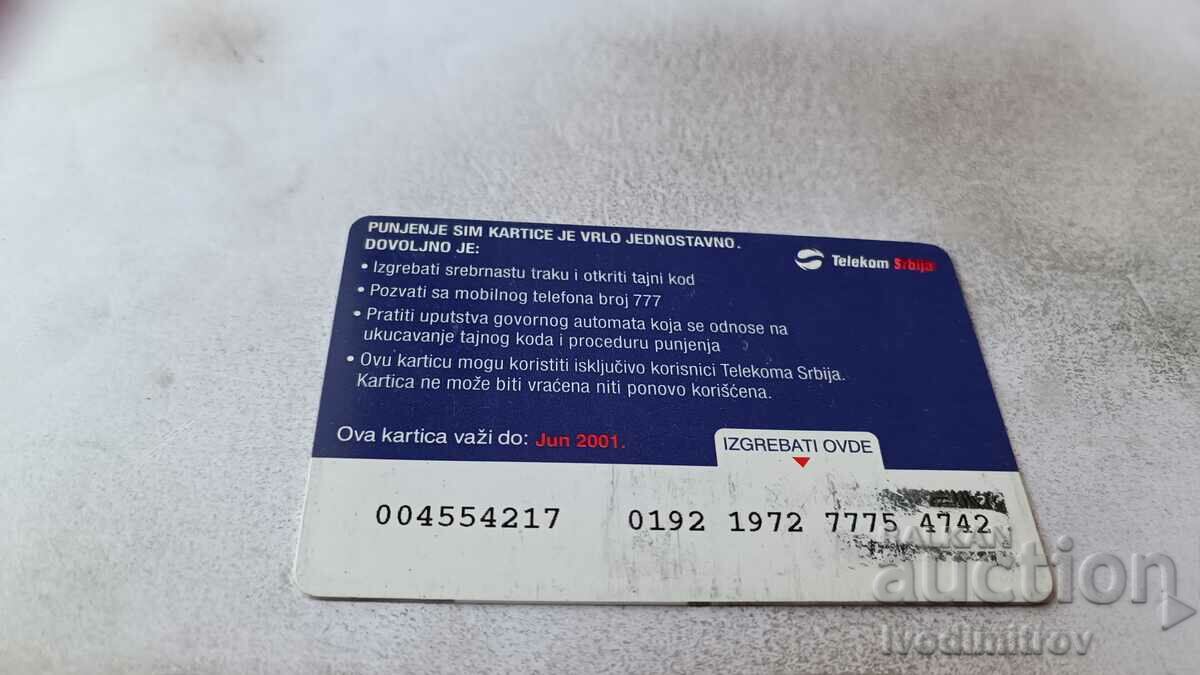 PUNJENJE SIM KARTICE JE VRLO JEDNOSTAVNO.
DOVOLJNO JE:
• Izgrebati srebrnastu traku i otkriti tajni kod
• Pozvati sa mobilnog telefona broj 777
• Pratiti uputstva govornog automata koja se odnose na
ukucavanje tajnog koda i proceduru punjenja
• Ovu karticu mogu koristiti isključivo korisnici Telekoma Srbija.
Kartica ne može biti vraćena niti ponovo korišćena.
Telekom Srbija
Ova kartica važi do: Jun 2001.
IZGREBATI OVDE
004554217 0192 1972 7775 4742
BALKAN
auction
Ivodimitrov